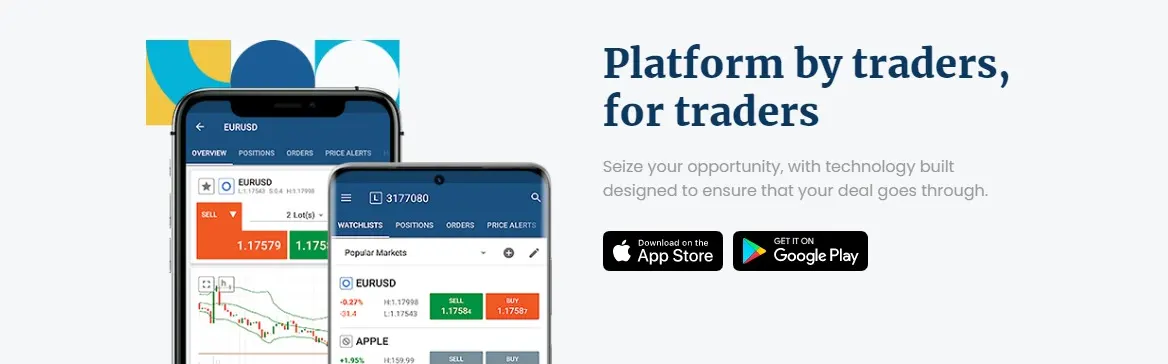 Platform by traders,
for traders
Seize your opportunity, with technology built
designed to ensure that your deal goes through.
Download on the
App Store
GET IT ON
Google Play
EURUSD
OVERVIEW POSITIONS ORDERS PRICE ALERTS
EURUSD
L:1.17543 S:0.4 H:1.17998
SELL
2 Lot(s)
1.17579
L 3177080
WATCHLISTS POSITIONS ORDERS PRICE ALERTS
Popular Markets
EURUSD
-0.27% H:1.17998
-31.4 L:1.17543
SELL
1.17584
BUY
1.17587
APPLE
+1.95% H:159.99
SELL BUY